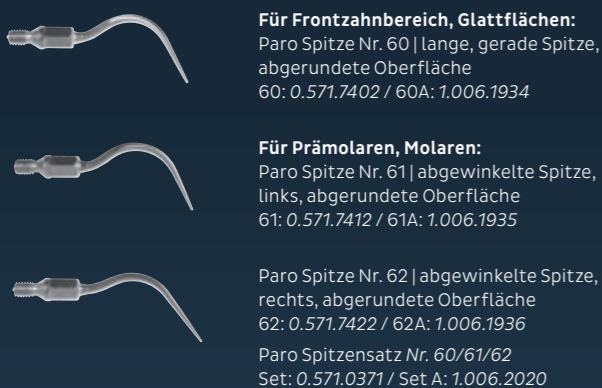 Für Frontzahnbereich, Glattflächen:
Paro Spitze Nr. 60 | lange, gerade Spitze,
abgerundete Oberfläche
60: 0.571.7402 / 60A: 1.006.1934
Für Prämolaren, Molaren:
Paro Spitze Nr. 61 | abgewinkelte Spitze,
links, abgerundete Oberfläche
61: 0.571.7412 / 61A: 1.006.1935
Paro Spitze Nr. 62 | abgewinkelte Spitze,
rechts, abgerundete Oberfläche
62: 0.571.7422 / 62A: 1.006.1936
Paro Spitzensatz Nr. 60/61/62
Set: 0.571.0371 / Set A: 1.006.2020